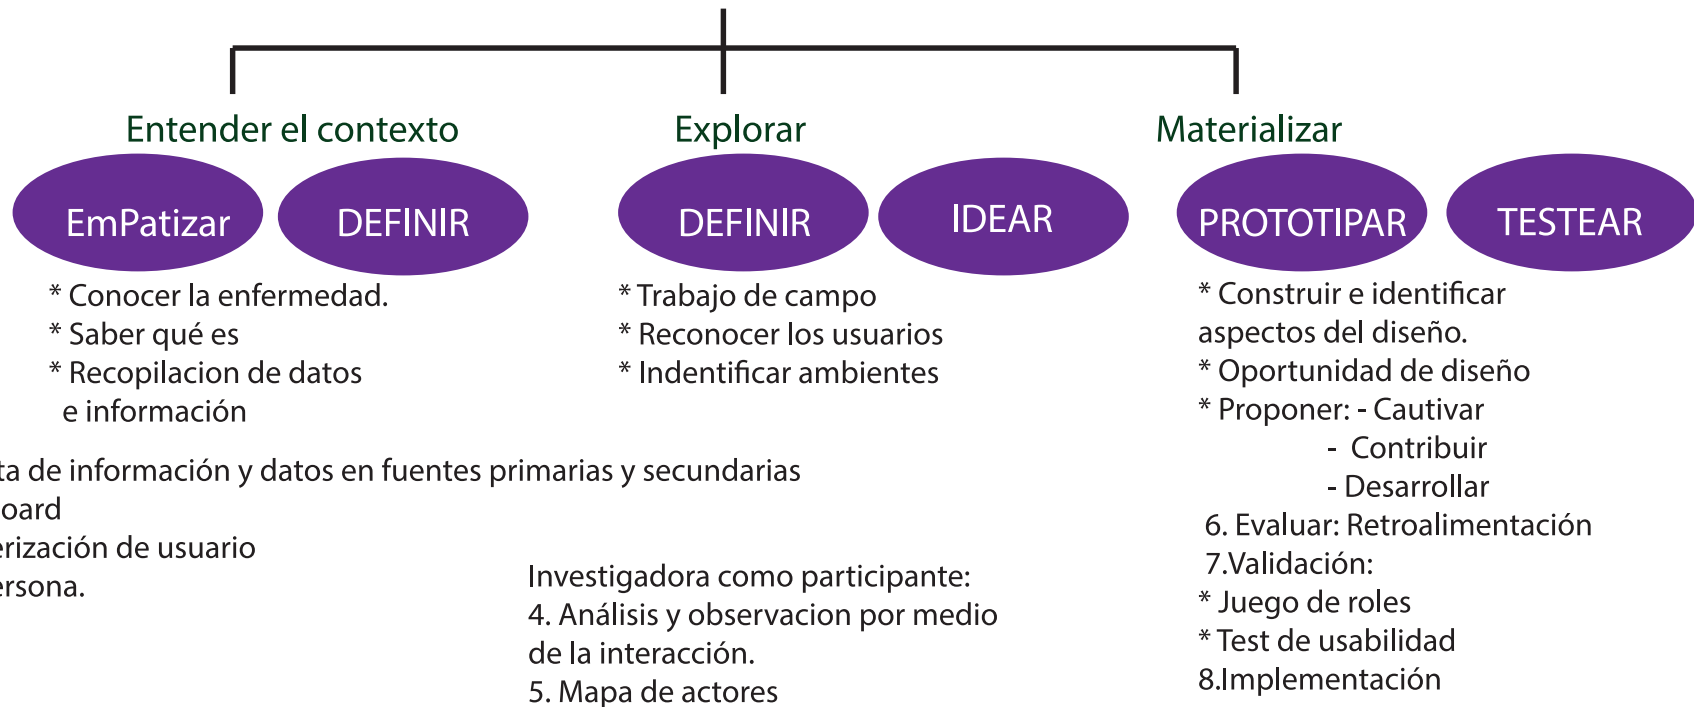 Entender el contexto
EmPatizar
DEFINIR
* Conocer la enfermedad.
* Saber qué es
* Recopilacion de datos
e información
de información y datos en fuentes primarias y secundarias
de usuario
Explorar
DEFINIR
IDEAR
* Trabajo de campo
* Reconocer los usuarios
* Indentificar ambientes
Investigadora como participante:
4. Análisis y observacion por medio
de la interacción.
5. Mapa de actores
Materializar
PROTOTIPAR
TESTEAR
* Construir e identificar
aspectos del diseño.
* Oportunidad de diseño
* Proponer: - Cautivar
- Contribuir
- Desarrollar
6. Evaluar: Retroalimentación
7.Validación:
* Juego de roles
* Test de usabilidad
8.Implementación